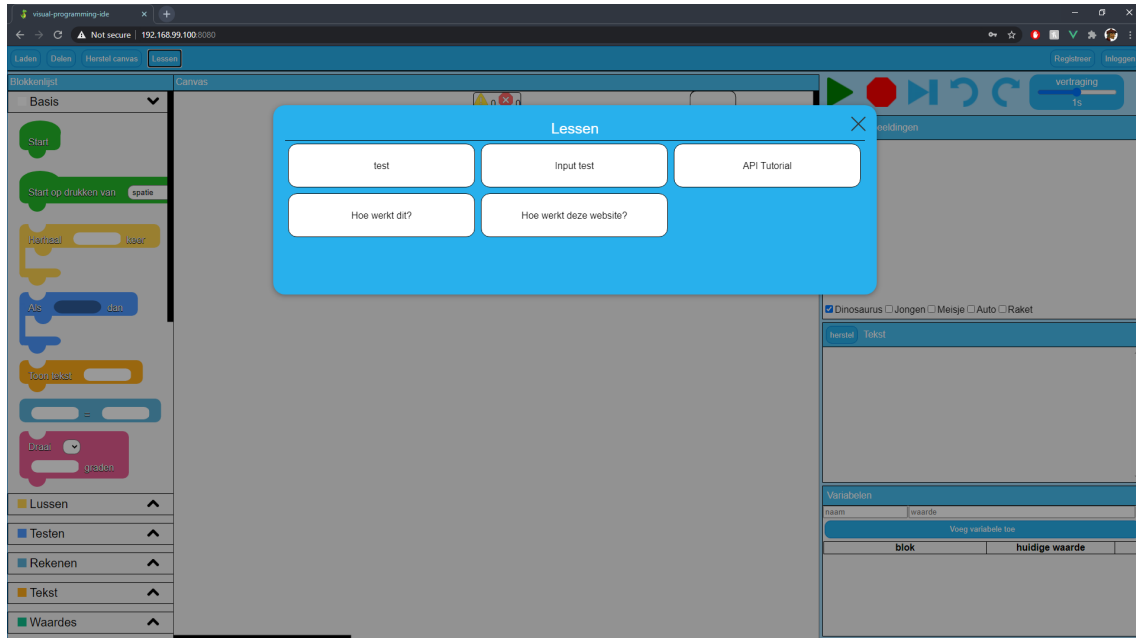 visual-programming-ide
Not secure | 192.168.99.100:8080
Laden Delen Herstel canvas Lessen Registreer Inloggen
Blokkenlijst Canvas
Basis
0 0
vertraging
1s
Lessen
eeldingen
test Input test API Tutorial
Hoe werkt dit? Hoe werkt deze website?
Start
Start op drukken van spatie
Herhaal keer
Als dan
Toon tekst
=
Draai
graden
Dinosaurus Jongen Meisje Auto Raket
herstel Tekst
Lussen
Testen
Rekenen
Tekst
Waardes
Variabelen
naam waarde
Voeg variabele toe
blok huidige waarde